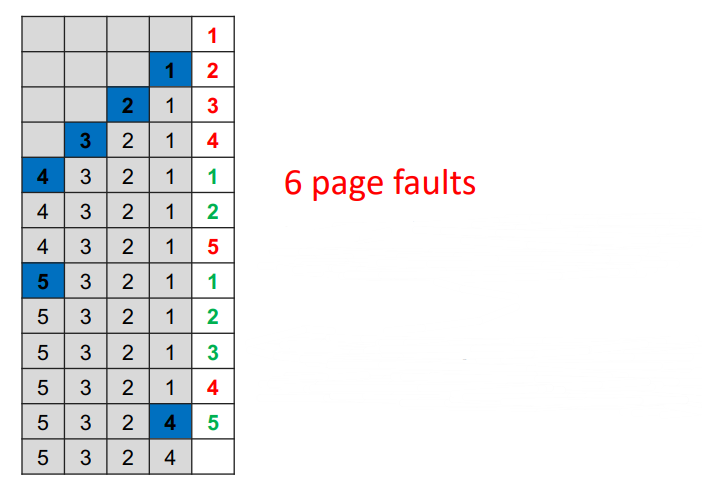 1
1 2
2 1 3
3 2 1 4
4 3 2 1 1
6 page faults
4 3 2 1 2
4 3 2 1 5
5 3 2 1 1
5 3 2 1 2
5 3 2 1 3
5 3 2 1 4
5 3 2 4 5
5 3 2 4